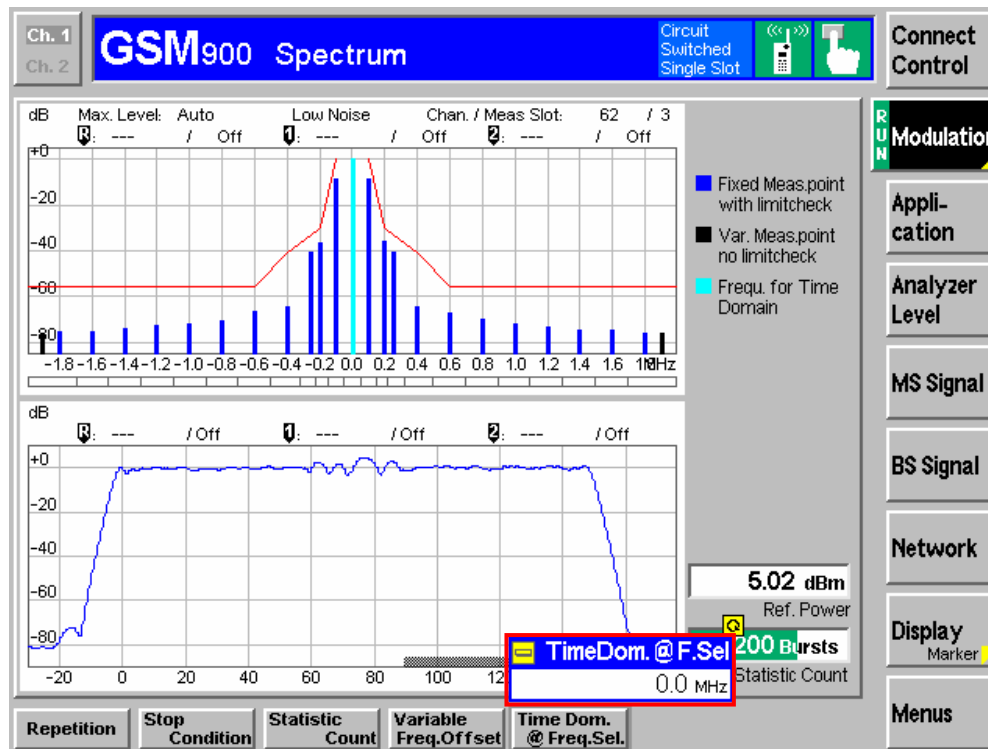 Ch. 1
Ch. 2
GSM900 Spectrum
Circuit
Switched
Single Slot
Connect
Control
dB Max. Level: Auto Low Noise Chan. / Meas Slot: 62 / 3
R: --- / Off 1: --- / Off 2: --- / Off
+0
-20
-40
-60
-80
-1.8 -1.6 -1.4 -1.2 -1.0 -0.8 -0.6 -0.4 -0.2 0.0 0.2 0.4 0.6 0.8 1.0 1.2 1.4 1.6 MHz
Fixed Meas.point
with limitcheck
Var. Meas.point
no limitcheck
Frequ. for Time
Domain
dB
R: --- / Off 1: --- / Off 2: --- / Off
+0
-20
-40
-60
-80
-20 0 20 40 60 80 100
5.02 dBm
Ref. Power
200 Bursts
Statistic Count
TimeDom. @ F.Sel
0.0 MHz
RUN
Modulatio
Appli-
cation
Analyzer
Level
MS Signal
BS Signal
Network
Display
Marker
Menus
Repetition
Stop
Condition
Statistic
Count
Variable
Freq.Offset
Time Dom.
@ Freq.Sel.